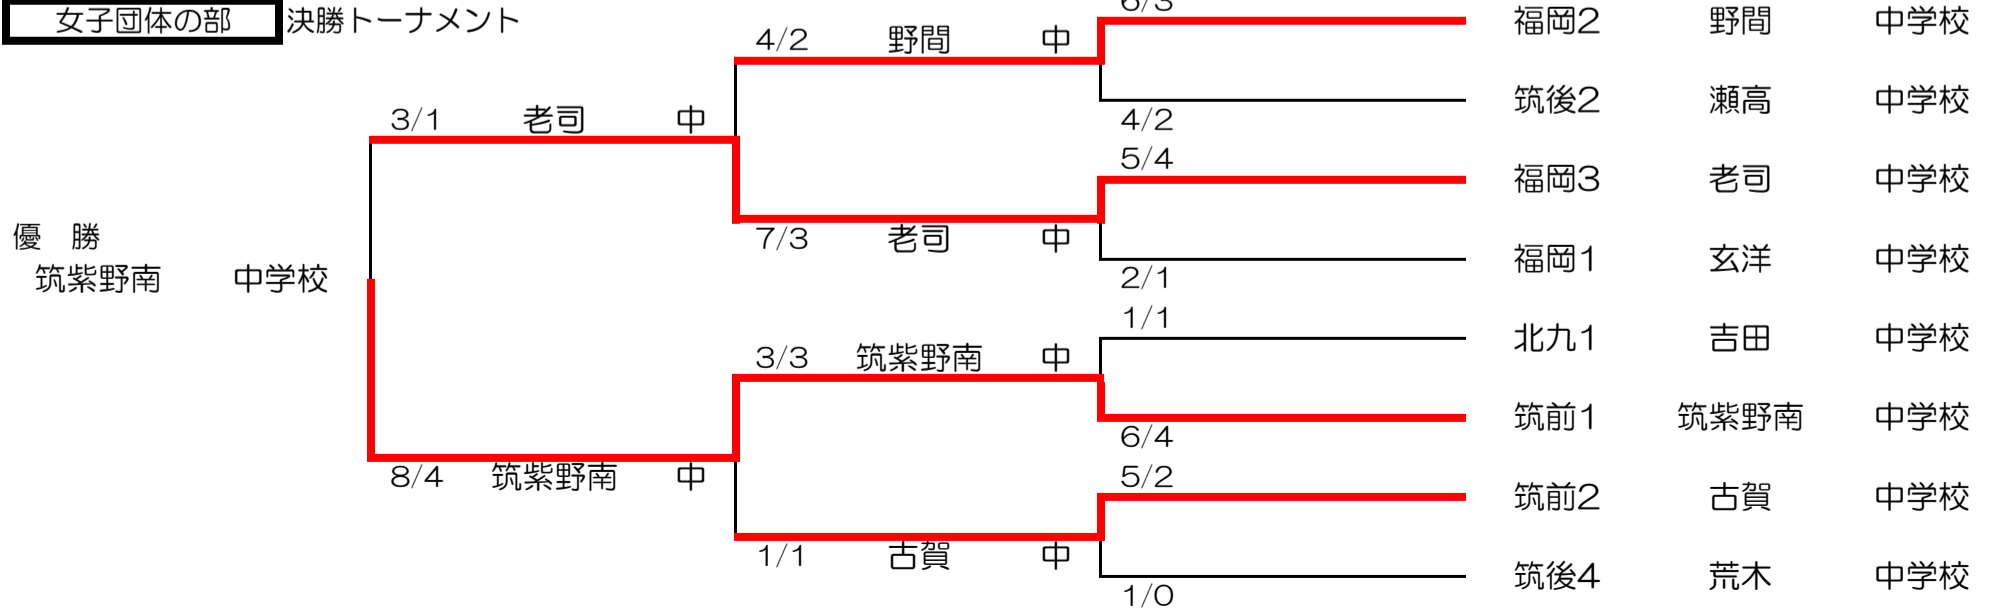 女子団体の部 決勝トーナメント
6/3
福岡2 野間 中学校
4/2 野間 中
筑後2 瀬高 中学校
3/1 老司 中
4/2
5/4
福岡3 老司 中学校
優 勝
7/3 老司 中
福岡1 玄洋 中学校
筑紫野南 中学校
2/1
1/1
北九1 吉田 中学校
3/3 筑紫野南 中
筑前1 筑紫野南 中学校
6/4
8/4 筑紫野南 中
5/2
筑前2 古賀 中学校
1/1 古賀 中
筑後4 荒木 中学校
1/0